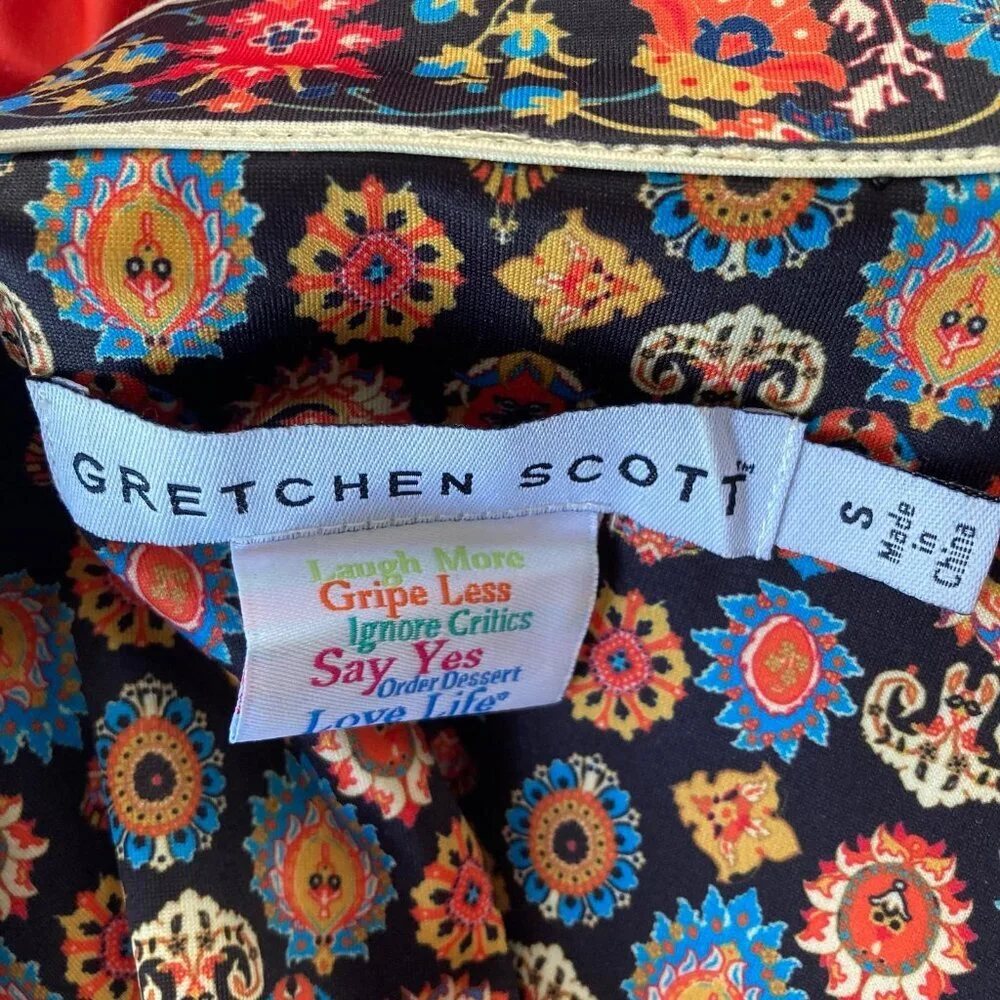 GRETCHEN SCOTT™
S
Made
in
China
Laugh More
Gripe Less
Ignore Critics
Say Yes
Order Dessert
Love Life®